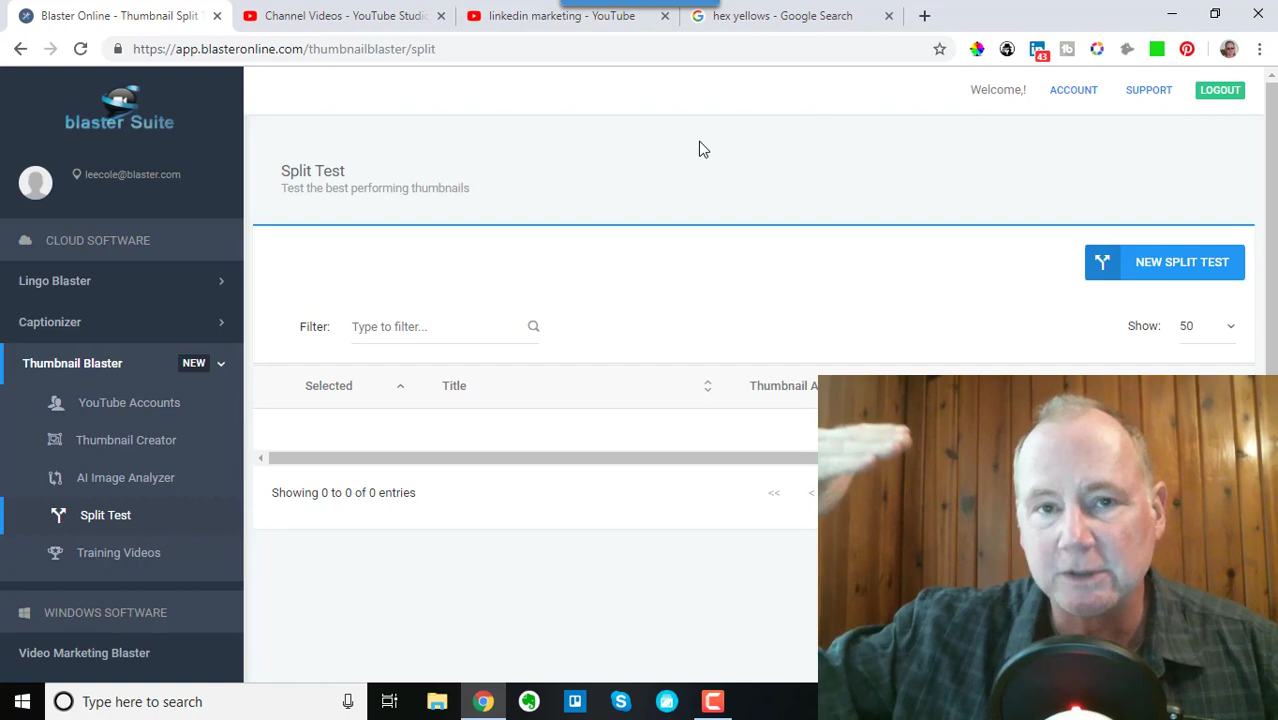 Blaster Online - Thumbnail Split T
Channel Videos - YouTube Studio
linkedin marketing - YouTube
hex yellows - Google Search
https://app.blasteronline.com/thumbnailblaster/split
43
blaster Suite
Welcome,!
ACCOUNT
SUPPORT
LOGOUT
leecole@blaster.com
Split Test
Test the best performing thumbnails
CLOUD SOFTWARE
NEW SPLIT TEST
Lingo Blaster
Captionizer
Filter:
Type to filter...
Show:
50
Thumbnail Blaster
NEW
Selected
Title
Thumbnail A
YouTube Accounts
Thumbnail Creator
AI Image Analyzer
Showing 0 to 0 of 0 entries
<<
<
Split Test
Training Videos
WINDOWS SOFTWARE
Video Marketing Blaster
Type here to search